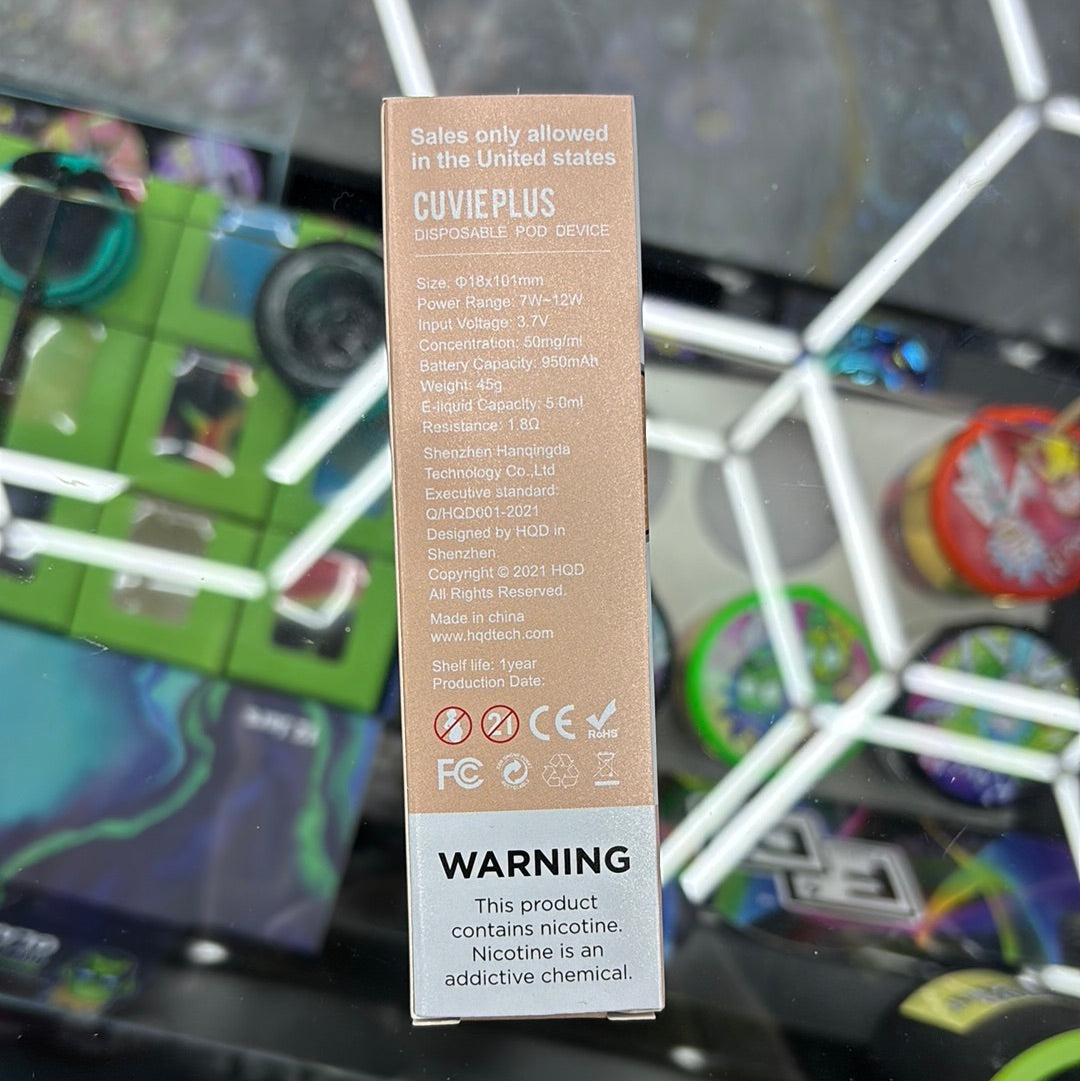 Sales only allowed
in the United states
CUVIE PLUS
DISPOSABLE POD DEVICE
Size: Φ18x101mm
Power Range: 7W~12W
Input Voltage: 3.7V
Concentration: 50mg/ml
Battery Capacity: 950mAh
Weight: 45g
E-liquid Capacity: 5.0ml
Resistance: 1.8Ω
Shenzhen Hanqingda
Technology Co.,Ltd
Executive standard:
Q/HQD001-2021
Designed by HQD in
Shenzhen
Copyright © 2021 HQD
All Rights Reserved.
Made in china
www.hqdtech.com
Shelf life: 1year
Production Date:
21 CE RoHS
FC
WARNING
This product
contains nicotine.
Nicotine is an
addictive chemical.